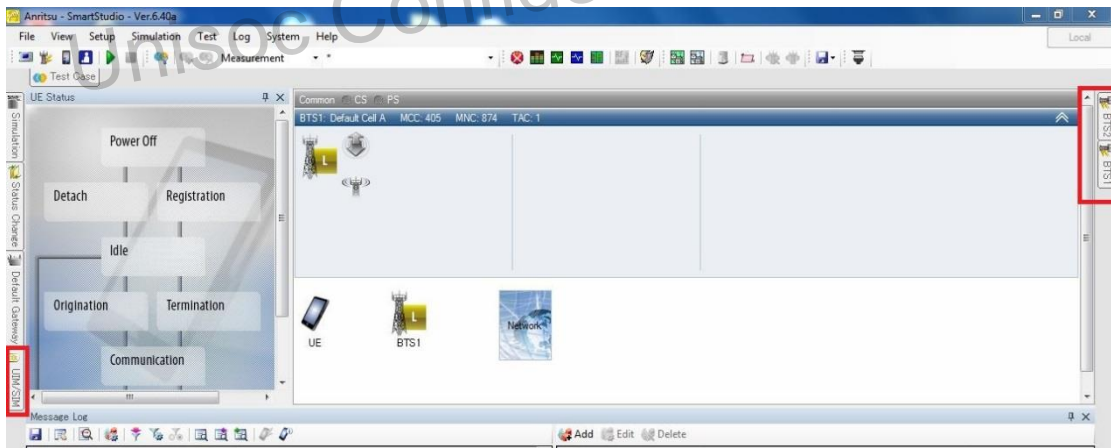 Anritsu - SmartStudio - Ver.6.40a
Unisoc Confide
File View Setup Simulation Test Log System Help
Local
Measurement
Test Case
UE Status
Common CS PS
BTS1: Default Cell A MCC: 405 MNC: 874 TAC: 1
Simulation
Status Change
Default Gateway
UIM/SIM
Power Off
Detach Registration
Idle
Origination Termination
Communication
L
L
UE
BTS1
Network
BTS2
BTS1
Message Log
Add Edit Delete